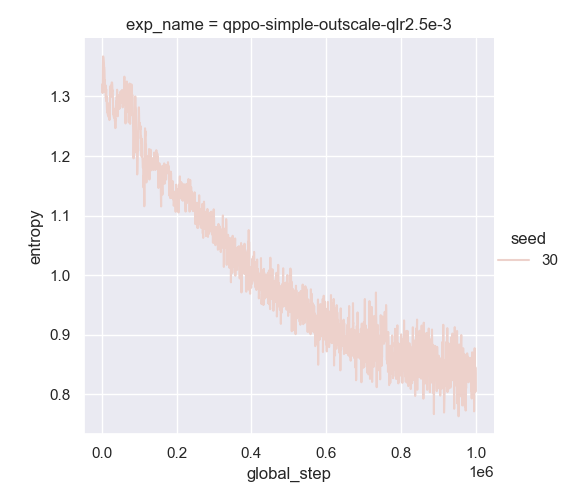 exp_name = qppo-simple-outscale-qlr2.5e-3
entropy
1.3
1.2
1.1
1.0
0.9
0.8
seed
30
0.0 0.2 0.4 0.6 0.8 1.0
1e6
global_step